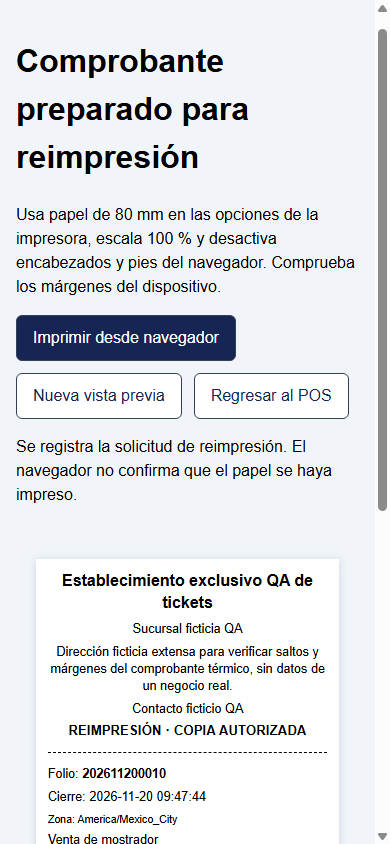 Comprobante
preparado para
reimpresión
Usa papel de 80 mm en las opciones de la
impresora, escala 100 % y desactiva
encabezados y pies del navegador. Comprueba
los márgenes del dispositivo.
Imprimir desde navegador
Nueva vista previa
Regresar al POS
Se registra la solicitud de reimpresión. El
navegador no confirma que el papel se haya
impreso.
Establecimiento exclusivo QA de
tickets
Sucursal ficticia QA
Dirección ficticia extensa para verificar saltos y
márgenes del comprobante térmico, sin datos de
un negocio real.
Contacto ficticio QA
REIMPRESIÓN · COPIA AUTORIZADA
Folio: 202611200010
Cierre: 2026-11-20 09:47:44
Zona: America/Mexico_City
Venta de mostrador